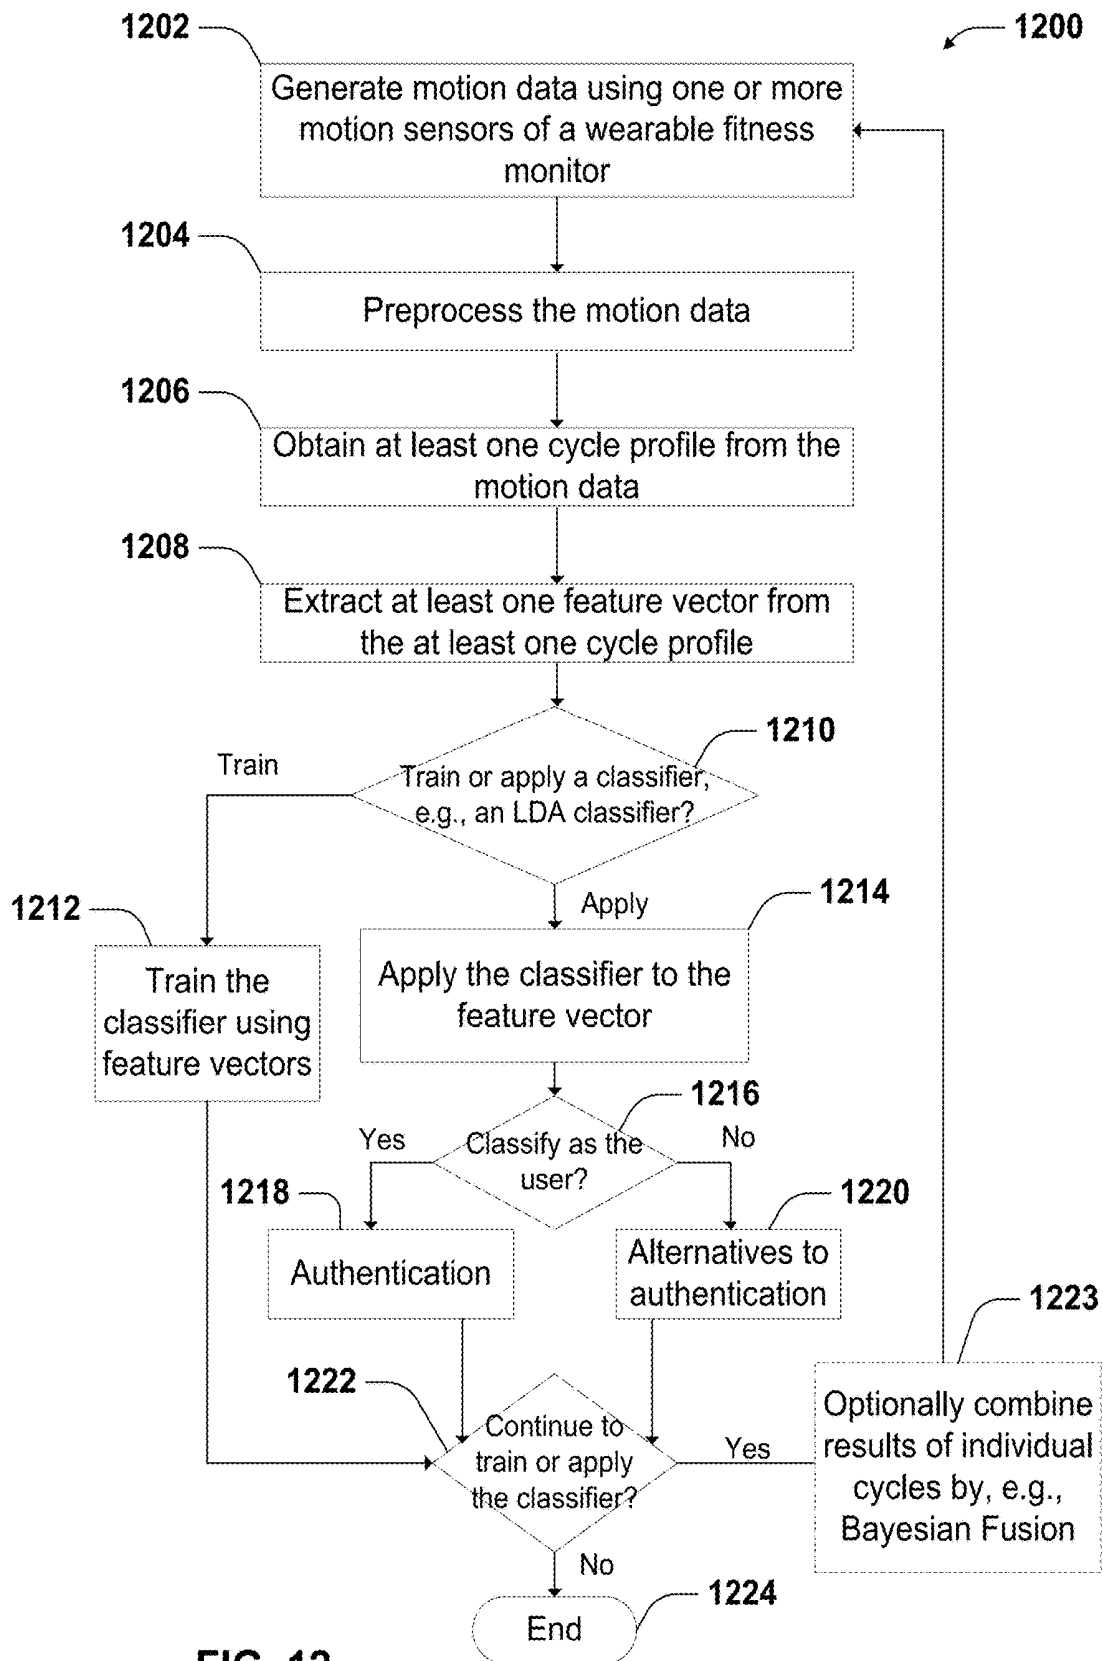 1202
1200
Generate motion data using one or more
motion sensors of a wearable fitness
monitor
1204
Preprocess the motion data
1206
Obtain at least one cycle profile from the
motion data
1208
Extract at least one feature vector from
the at least one cycle profile
1210
Train
Train or apply a classifier,
e.g., an LDA classifier?
1212
Apply
1214
Train the
classifier using
feature vectors
Apply the classifier to the
feature vector
1216
Yes
Classify as the
user?
No
1218
1220
Authentication
Alternatives to
authentication
1223
1222
Continue to
train or apply
the classifier?
Yes
Optionally combine
results of individual
cycles by, e.g.,
Bayesian Fusion
No
1224
End
FIG. 12